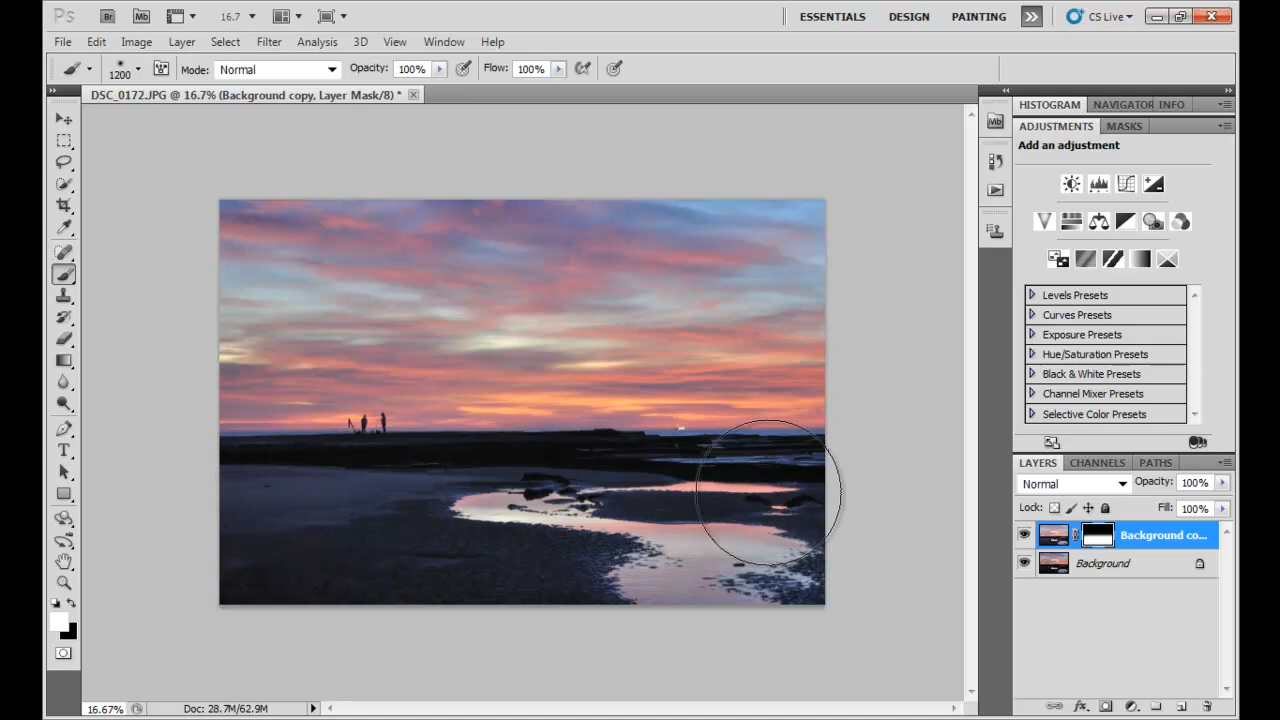 Ps Br Mb 16.7 ESSENTIALS DESIGN PAINTING CS Live
File Edit Image Layer Select Filter Analysis 3D View Window Help
1200 Mode: Normal Opacity: 100% Flow: 100%
DSC_0172.JPG @ 16.7% (Background copy, Layer Mask/8) *
HISTOGRAM NAVIGATOR INFO
Mb
ADJUSTMENTS MASKS
Add an adjustment
Levels Presets
Curves Presets
Exposure Presets
Hue/Saturation Presets
Black & White Presets
Channel Mixer Presets
Selective Color Presets
LAYERS CHANNELS PATHS
Normal Opacity: 100%
Lock: Fill: 100%
Background co...
Background
16.67% Doc: 28.7M/62.9M